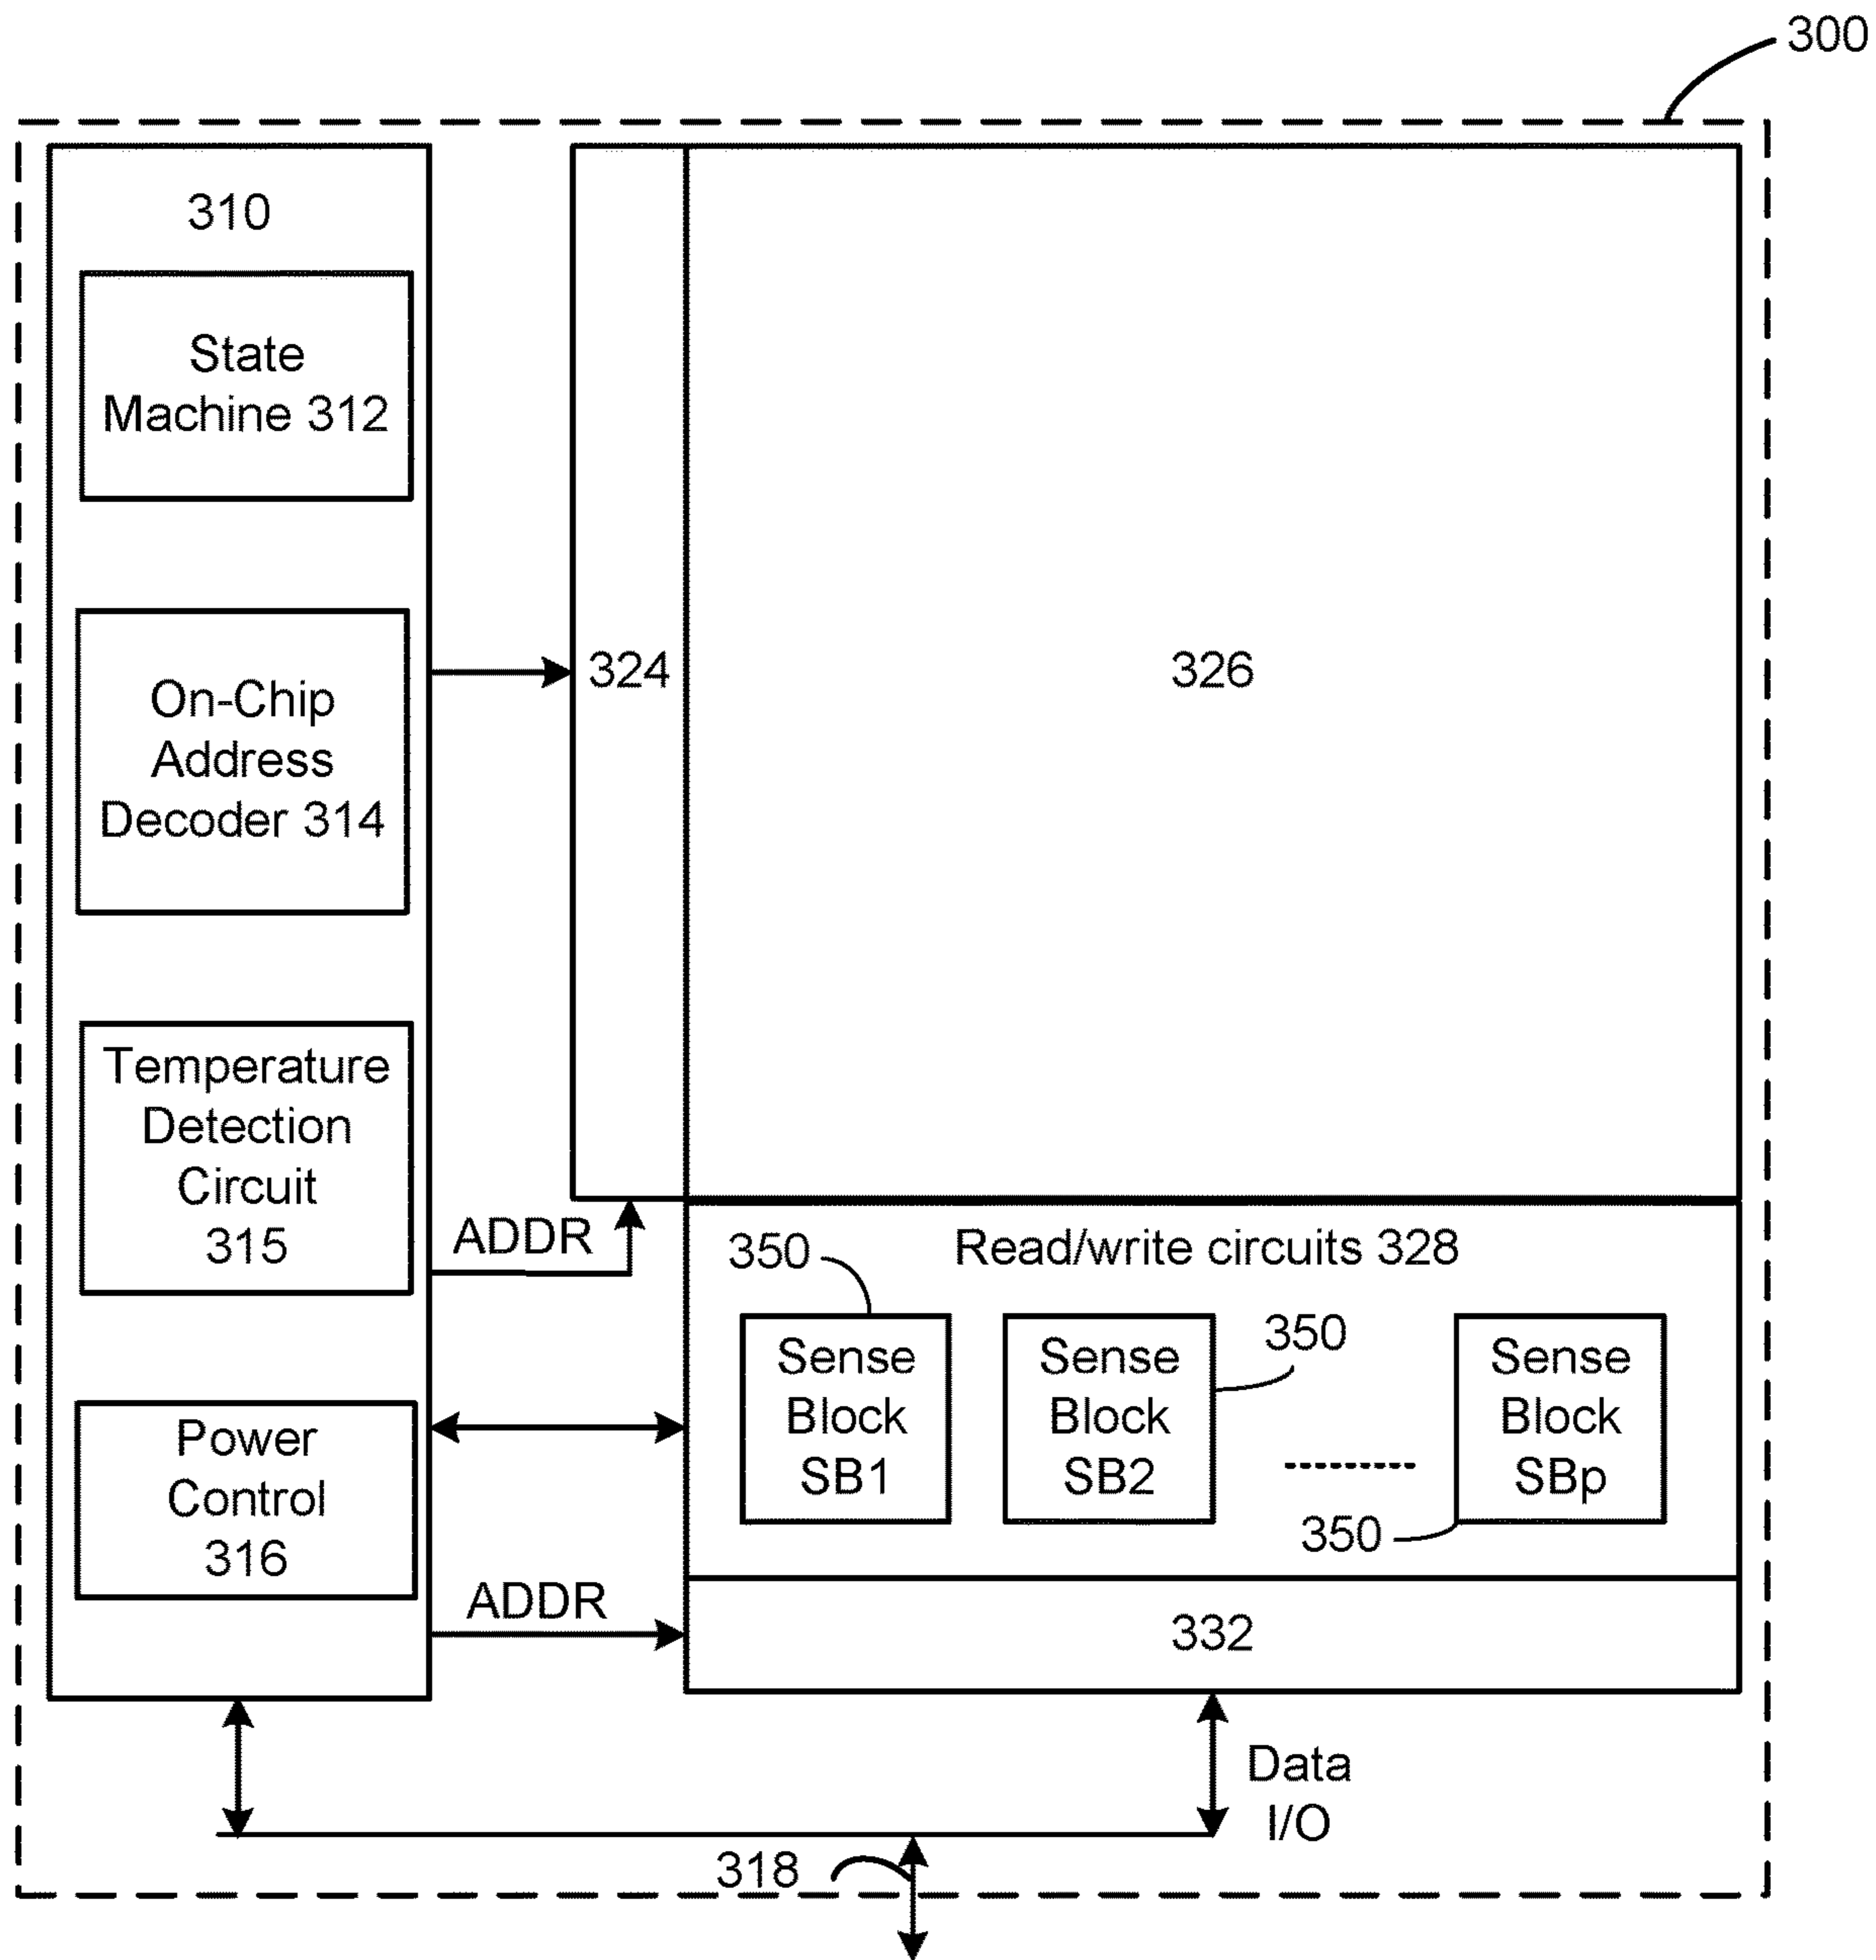 300
310
State
Machine 312
On-Chip
Address
Decoder 314
Temperature
Detection
Circuit
315
Power
Control
316
324
326
ADDR
ADDR
Read/write circuits 328
350
Sense
Block
SB1
350
Sense
Block
SB2
350
Sense
Block
SBp
332
Data
I/O
318